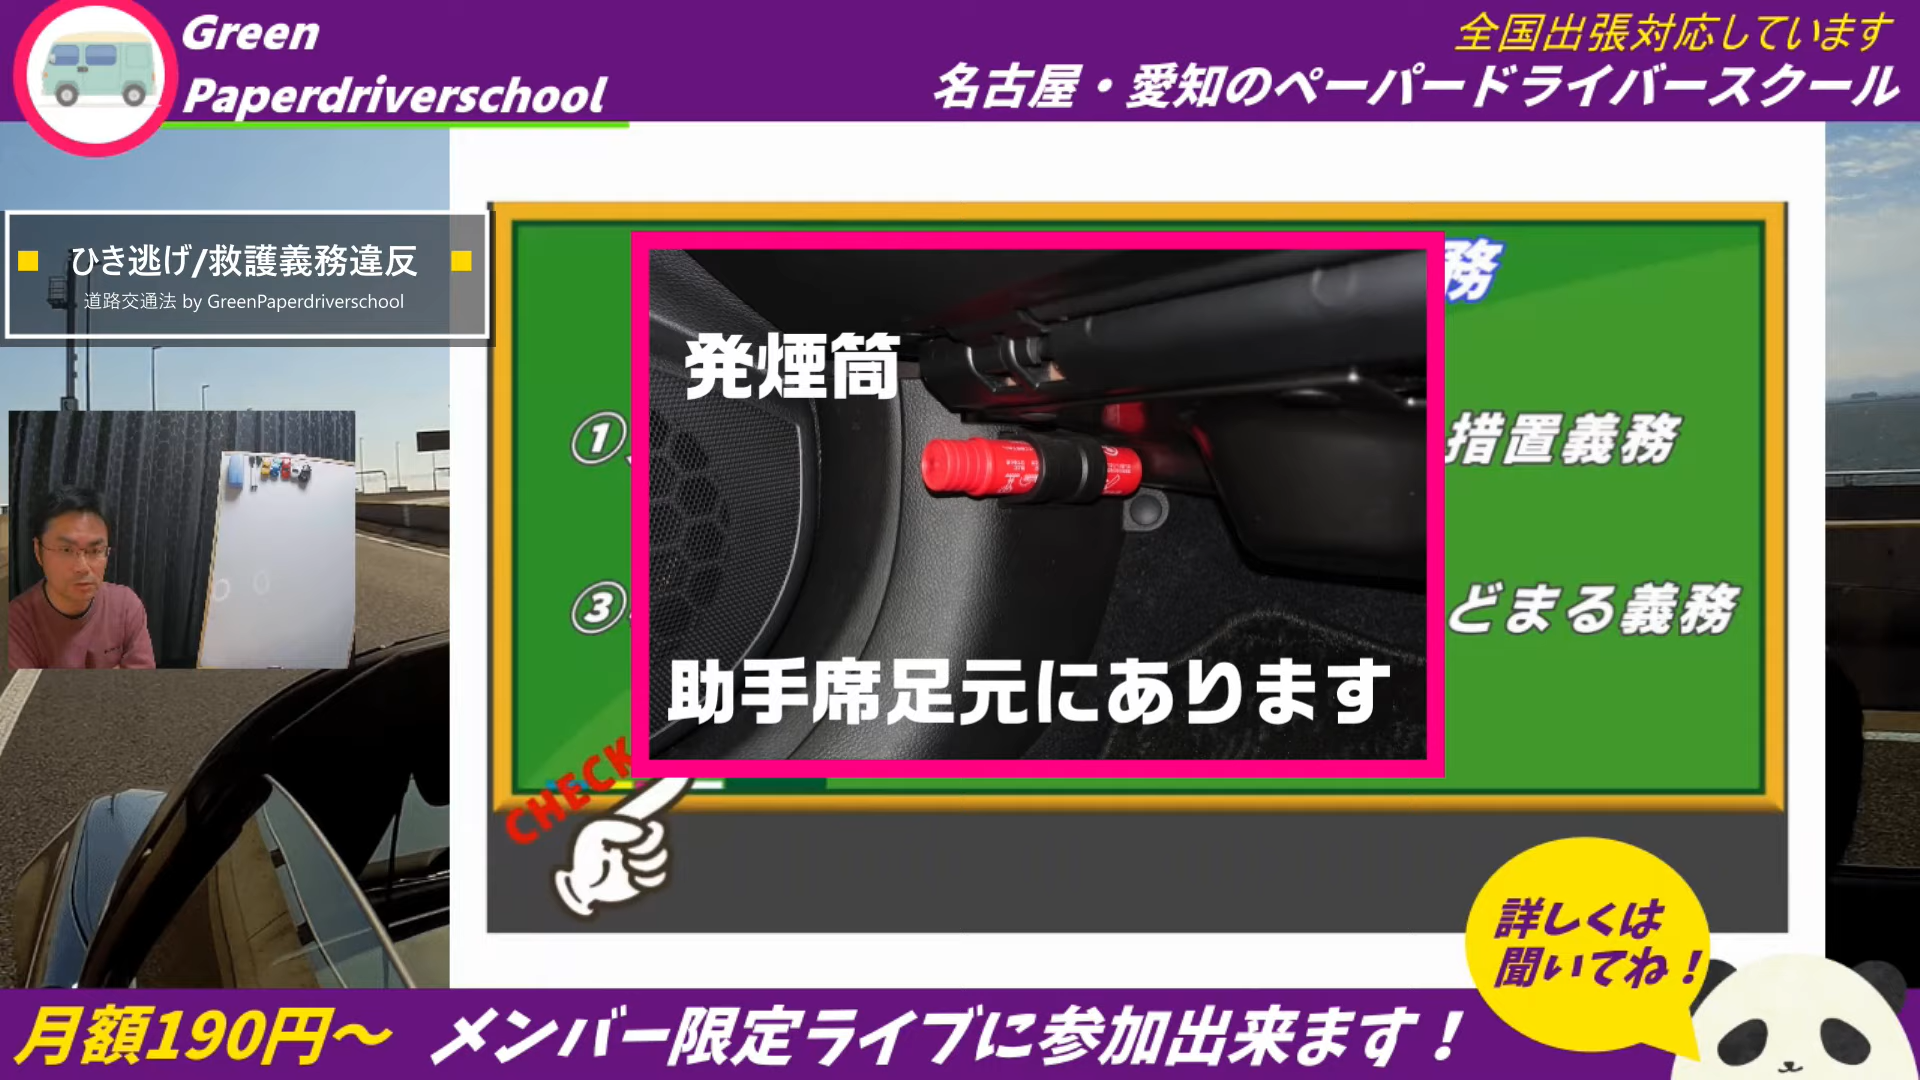 Green
Paperdriverschool
全国出張対応しています
名古屋・愛知のペーパードライバースクール
ひき逃げ/救護義務違反
道路交通法 by GreenPaperdriverschool
務
発煙筒
①
措置義務
③
どまる義務
助手席足元にあります
CHECK
詳しくは
聞いてね！
月額190円～ メンバー限定ライブに参加出来ます！